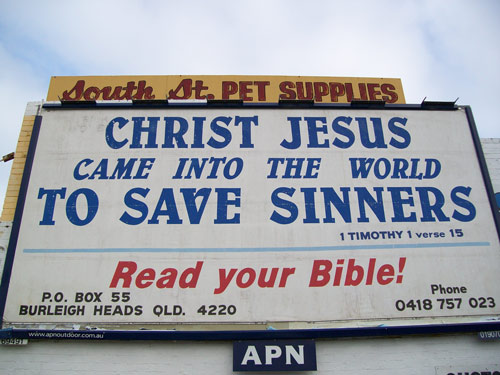 South St. PET SUPPLIES
CHRIST JESUS
CAME INTO THE WORLD
TO SAVE SINNERS
1 TIMOTHY 1 verse 15
Read your Bible!
P.O. BOX 55
BURLEIGH HEADS QLD. 4220
Phone
0418 757 023
www.apnoutdoor.com.au
APN